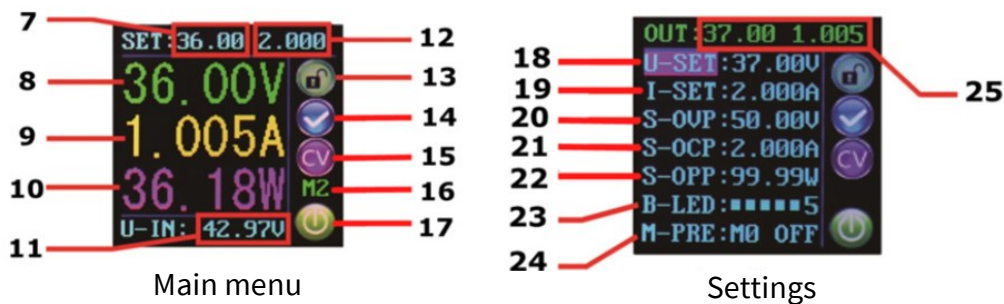 7
SET:36.00 2.000
12
8
36.00V
13
9
1.005A
14
CV
15
10
36.18W
M2
16
11
U-IN: 42.97V
17
Main menu
OUT:37.00 1.005
18
U-SET:37.00V
25
19
I-SET:2.000A
20
S-OVP:50.00V
21
S-OCP:2.000A
CV
22
S-OPP:99.99W
23
B-LED:■■■■■5
24
M-PRE:M0 OFF
Settings